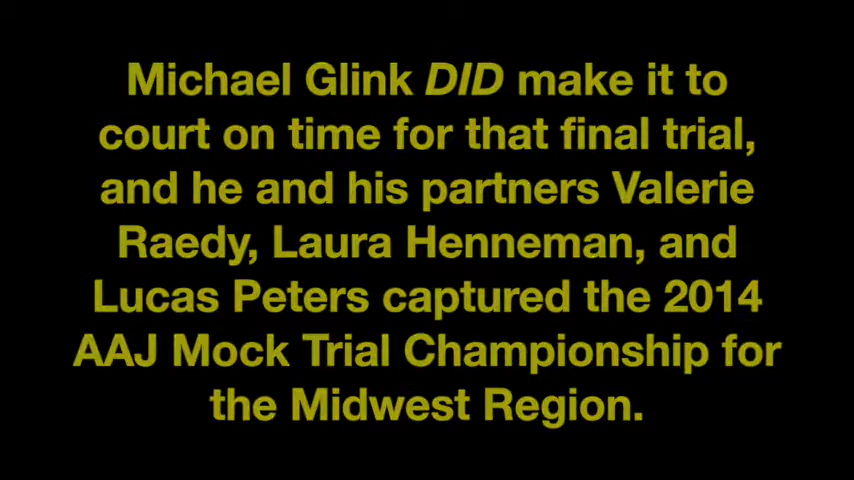 Michael Glink DID make it to
court on time for that final trial,
and he and his partners Valerie
Raedy, Laura Henneman, and
Lucas Peters captured the 2014
AAJ Mock Trial Championship for
the Midwest Region.